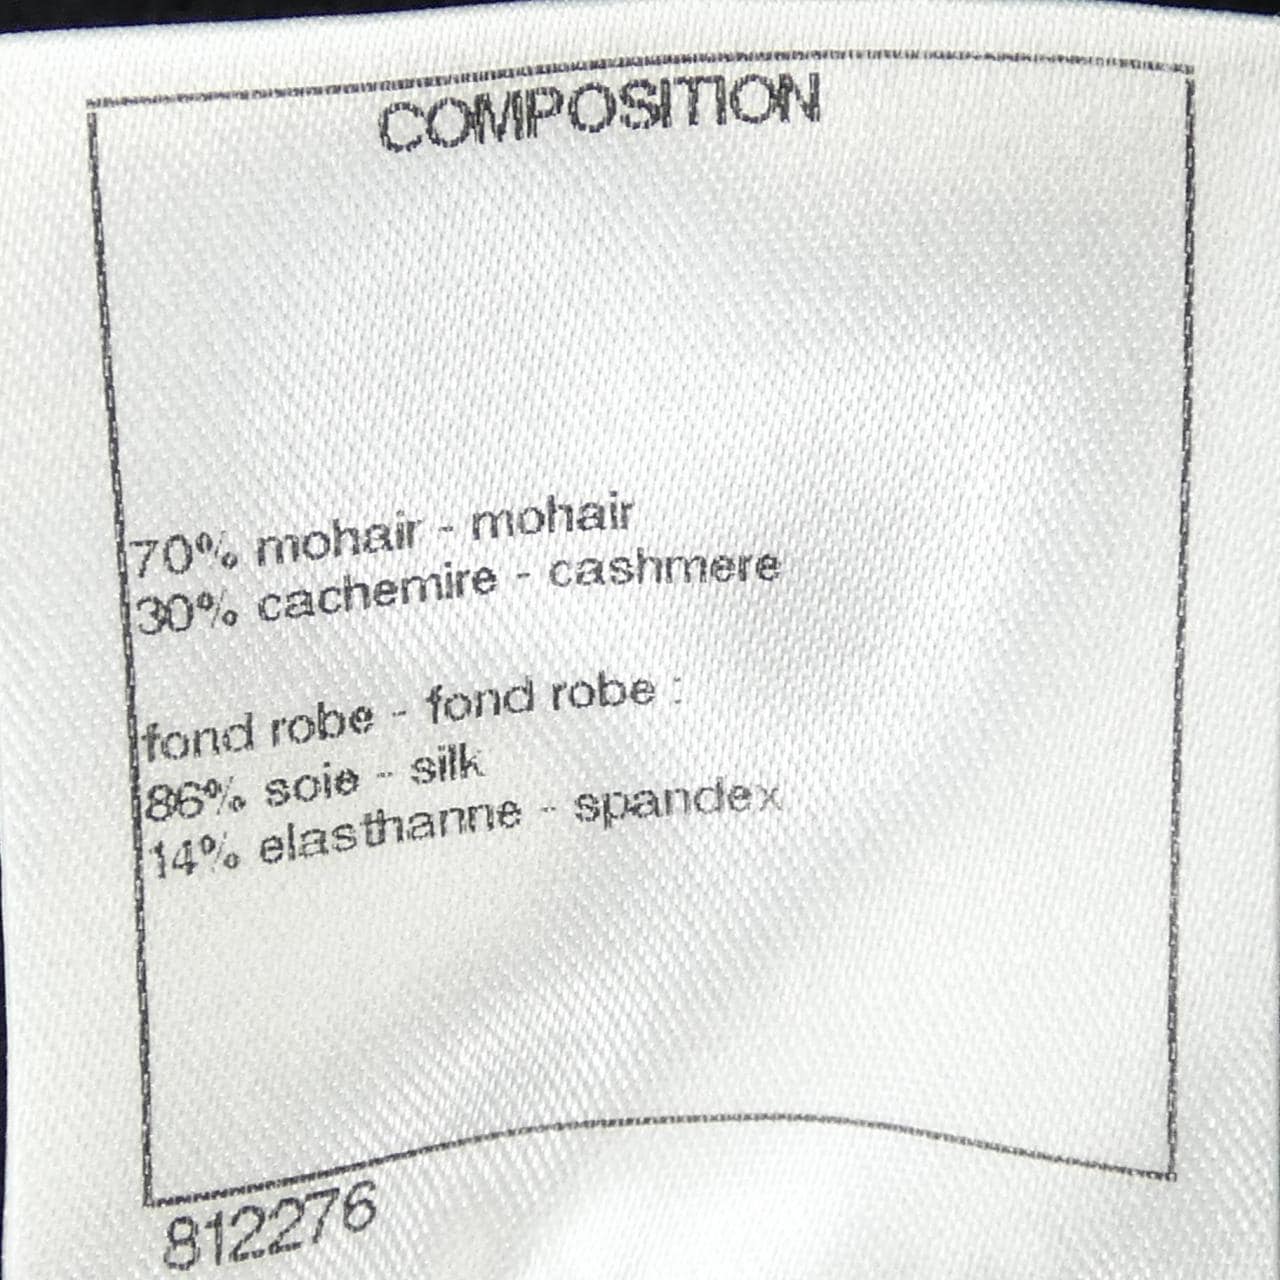 COMPOSITION
70% mohair - mohair
30% cachemire - cashmere
fond robe - fond robe :
86% soie - silk
14% elasthanne - spandex
812276